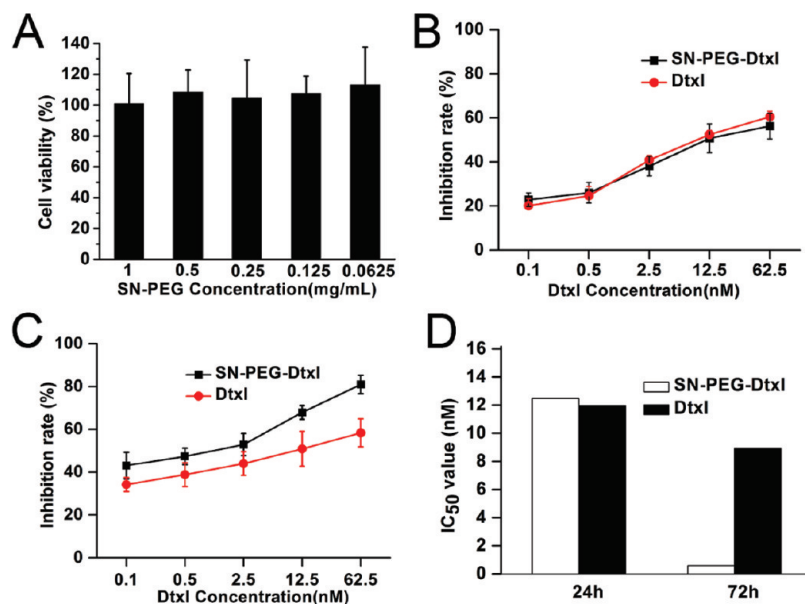 A
140
120
100
80
60
40
20
0
Cell viability (%)
1 0.5 0.25 0.125 0.0625
SN-PEG Concentration(mg/mL)
B
100
80
60
40
20
0
Inhibition rate (%)
SN-PEG-Dtxl
Dtxl
0.1 0.5 2.5 12.5 62.5
Dtxl Concentration(nM)
C
100
80
60
40
20
0
Inhibition rate (%)
SN-PEG-Dtxl
Dtxl
0.1 0.5 2.5 12.5 62.5
Dtxl Concentration(nM)
D
16
14
12
10
8
6
4
2
0
IC50 value (nM)
SN-PEG-Dtxl
Dtxl
24h 72h